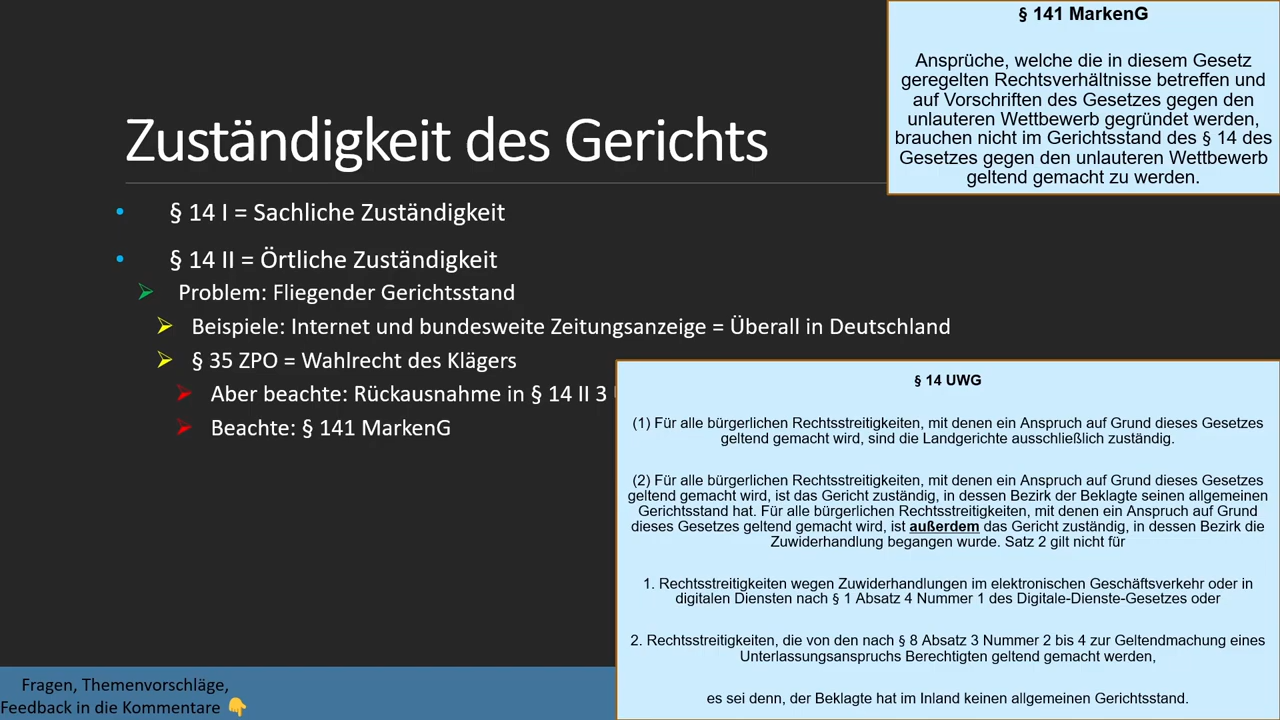 § 141 MarkenG
Ansprüche, welche die in diesem Gesetz
geregelten Rechtsverhältnisse betreffen und
auf Vorschriften des Gesetzes gegen den
unlauteren Wettbewerb gegründet werden,
brauchen nicht im Gerichtsstand des § 14 des
Gesetzes gegen den unlauteren Wettbewerb
geltend gemacht zu werden.
Zuständigkeit des Gerichts
• § 14 I = Sachliche Zuständigkeit
• § 14 II = Örtliche Zuständigkeit
Problem: Fliegender Gerichtsstand
Beispiele: Internet und bundesweite Zeitungsanzeige = Überall in Deutschland
§ 35 ZPO = Wahlrecht des Klägers
Aber beachte: Rückausnahme in § 14 II 3
Beachte: § 141 MarkenG
§ 14 UWG
(1) Für alle bürgerlichen Rechtsstreitigkeiten, mit denen ein Anspruch auf Grund dieses Gesetzes
geltend gemacht wird, sind die Landgerichte ausschließlich zuständig.
(2) Für alle bürgerlichen Rechtsstreitigkeiten, mit denen ein Anspruch auf Grund dieses Gesetzes
geltend gemacht wird, ist das Gericht zuständig, in dessen Bezirk der Beklagte seinen allgemeinen
Gerichtsstand hat. Für alle bürgerlichen Rechtsstreitigkeiten, mit denen ein Anspruch auf Grund
dieses Gesetzes geltend gemacht wird, ist außerdem das Gericht zuständig, in dessen Bezirk die
Zuwiderhandlung begangen wurde. Satz 2 gilt nicht für
1. Rechtsstreitigkeiten wegen Zuwiderhandlungen im elektronischen Geschäftsverkehr oder in
digitalen Diensten nach § 1 Absatz 4 Nummer 1 des Digitale-Dienste-Gesetzes oder
2. Rechtsstreitigkeiten, die von den nach § 8 Absatz 3 Nummer 2 bis 4 zur Geltendmachung eines
Unterlassungsanspruchs Berechtigten geltend gemacht werden,
es sei denn, der Beklagte hat im Inland keinen allgemeinen Gerichtsstand.
Fragen, Themenvorschläge,
Feedback in die Kommentare 👇